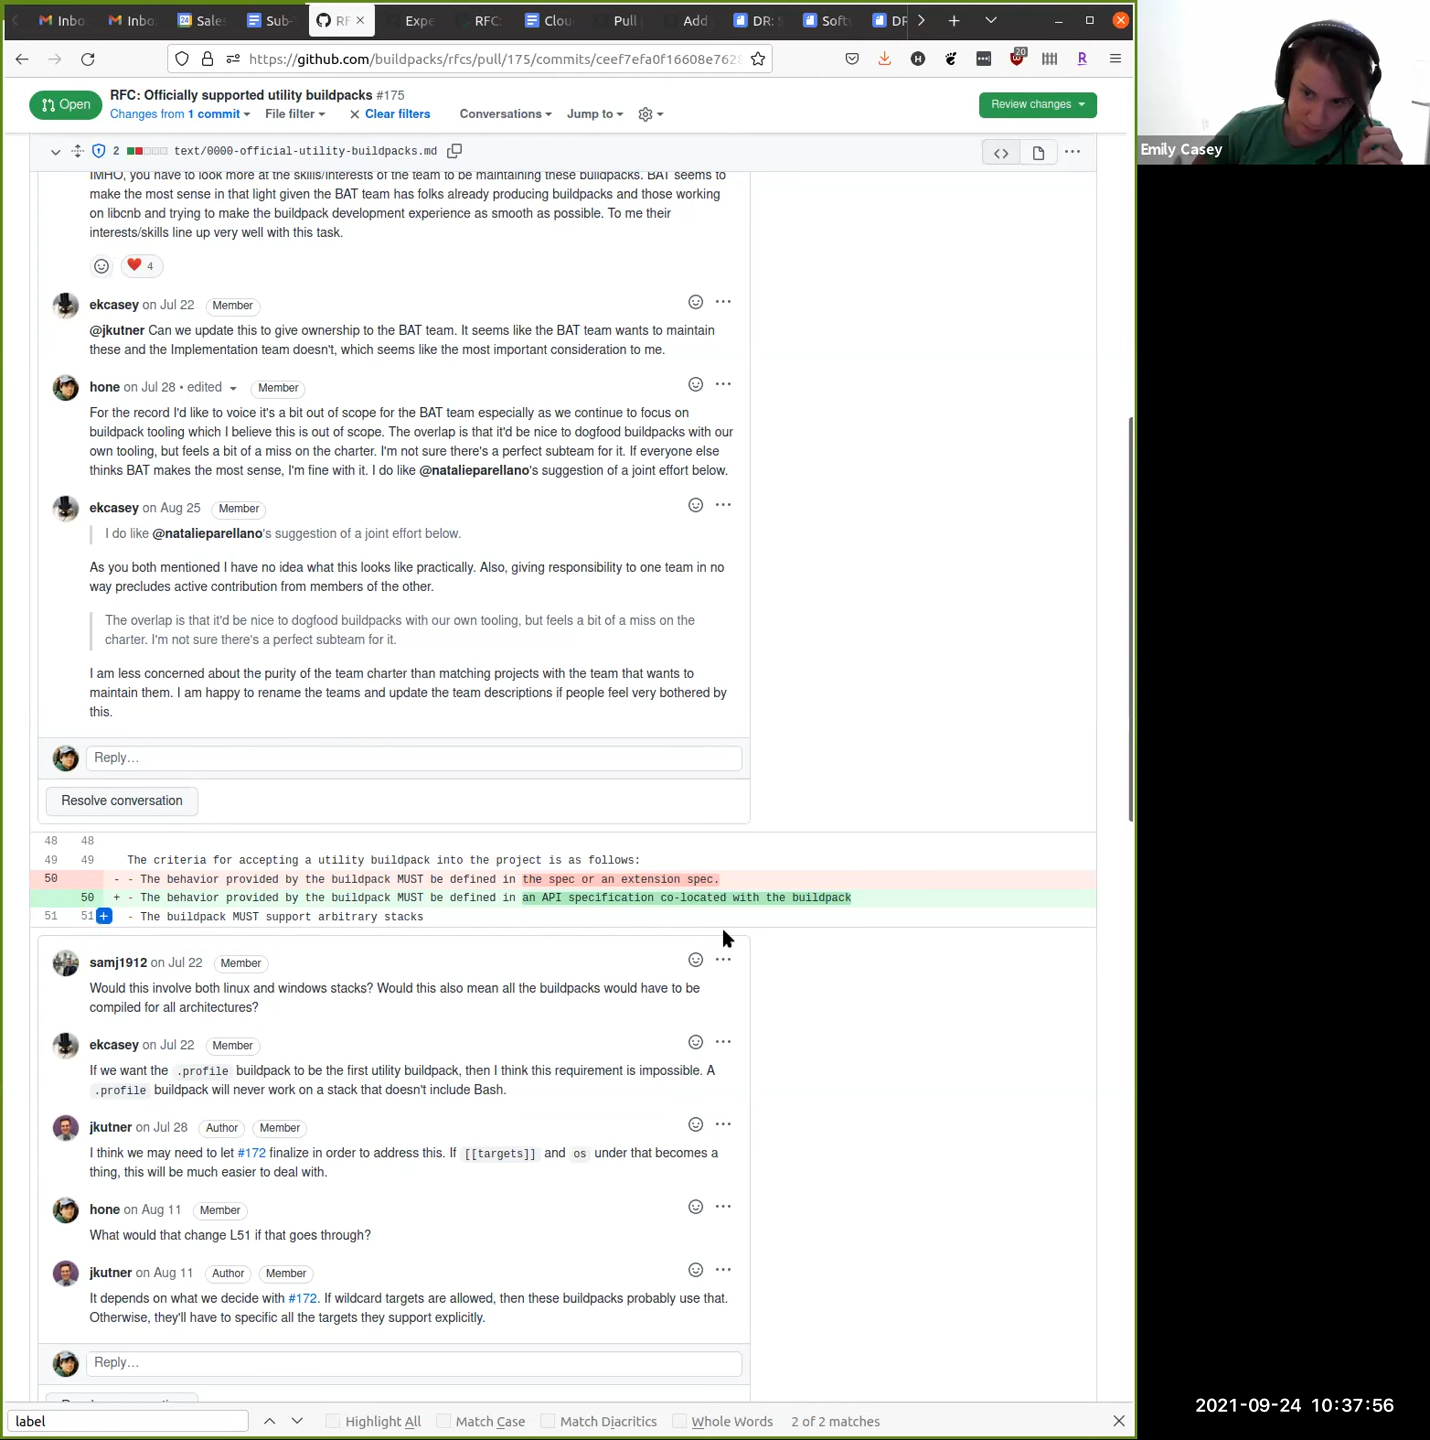 Inbo
Inbo
Sales
Sub-
RF
Expe
RFC:
Clou
Pull
Add
DR: S
Soft
DR
https://github.com/buildpacks/rfcs/pull/175/commits/ceef7efa0f16608e7628
20
Open
RFC: Officially supported utility buildpacks #175
Changes from 1 commit
File filter
Clear filters
Conversations
Jump to
Review changes
2 text/0000-official-utility-buildpacks.md
IMHO, you have to look more at the skills/interests of the team to be maintaining these buildpacks. BAT seems to
make the most sense in that light given the BAT team has folks already producing buildpacks and those working
on libcnb and trying to make the buildpack development experience as smooth as possible. To me their
interests/skills line up very well with this task.
4
ekcasey on Jul 22 Member
@jkutner Can we update this to give ownership to the BAT team. It seems like the BAT team wants to maintain
these and the Implementation team doesn't, which seems like the most important consideration to me.
hone on Jul 28 • edited Member
For the record I'd like to voice it's a bit out of scope for the BAT team especially as we continue to focus on
buildpack tooling which I believe this is out of scope. The overlap is that it'd be nice to dogfood buildpacks with our
own tooling, but feels a bit of a miss on the charter. I'm not sure there's a perfect subteam for it. If everyone else
thinks BAT makes the most sense, I'm fine with it. I do like @natalieparellano's suggestion of a joint effort below.
ekcasey on Aug 25 Member
I do like @natalieparellano's suggestion of a joint effort below.
As you both mentioned I have no idea what this looks like practically. Also, giving responsibility to one team in no
way precludes active contribution from members of the other.
The overlap is that it'd be nice to dogfood buildpacks with our own tooling, but feels a bit of a miss on the
charter. I'm not sure there's a perfect subteam for it.
I am less concerned about the purity of the team charter than matching projects with the team that wants to
maintain them. I am happy to rename the teams and update the team descriptions if people feel very bothered by
this.
Reply…
Resolve conversation
48 48
49 49 The criteria for accepting a utility buildpack into the project is as follows:
50 - - The behavior provided by the buildpack MUST be defined in the spec or an extension spec.
50 + - The behavior provided by the buildpack MUST be defined in an API specification co-located with the buildpack
51 51 - The buildpack MUST support arbitrary stacks
samj1912 on Jul 22 Member
Would this involve both linux and windows stacks? Would this also mean all the buildpacks would have to be
compiled for all architectures?
ekcasey on Jul 22 Member
If we want the .profile buildpack to be the first utility buildpack, then I think this requirement is impossible. A
.profile buildpack will never work on a stack that doesn't include Bash.
jkutner on Jul 28 Author Member
I think we may need to let #172 finalize in order to address this. If [[targets]] and os under that becomes a
thing, this will be much easier to deal with.
hone on Aug 11 Member
What would that change L51 if that goes through?
jkutner on Aug 11 Author Member
It depends on what we decide with #172. If wildcard targets are allowed, then these buildpacks probably use that.
Otherwise, they'll have to specific all the targets they support explicitly.
Reply…
label
Highlight All
Match Case
Match Diacritics
Whole Words
2 of 2 matches
Emily Casey
2021-09-24 10:37:56